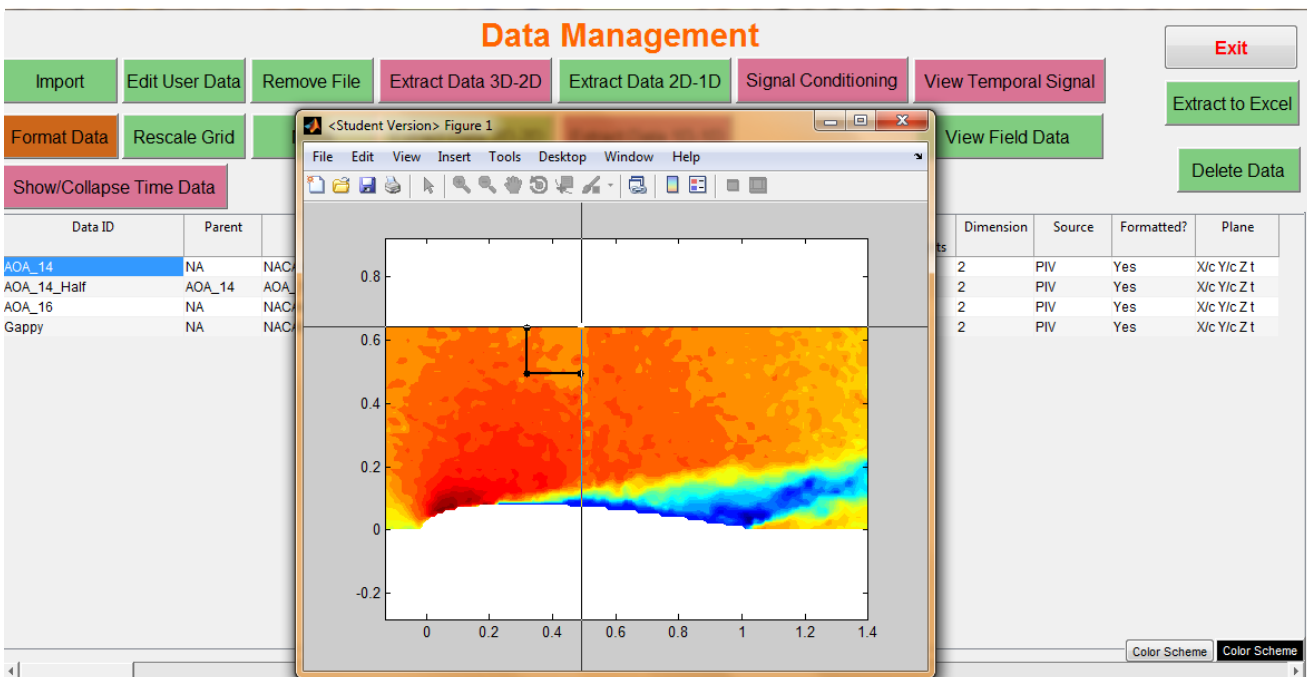 Data Management
Exit
Import Edit User Data Remove File Extract Data 3D-2D Extract Data 2D-1D Signal Conditioning View Temporal Signal
Extract to Excel
Format Data Rescale Grid View Field Data
<Student Version> Figure 1
File Edit View Insert Tools Desktop Window Help
Show/Collapse Time Data
Delete Data
Data ID Parent Dimension Source Formatted? Plane
AOA_14 NA 2 PIV Yes X/c Y/c Z t
AOA_14_Half AOA_14 2 PIV Yes X/c Y/c Z t
AOA_16 NA 2 PIV Yes X/c Y/c Z t
Gappy NA 2 PIV Yes X/c Y/c Z t
0.8
0.6
0.4
0.2
0
-0.2
0 0.2 0.4 0.6 0.8 1 1.2 1.4
Color Scheme Color Scheme